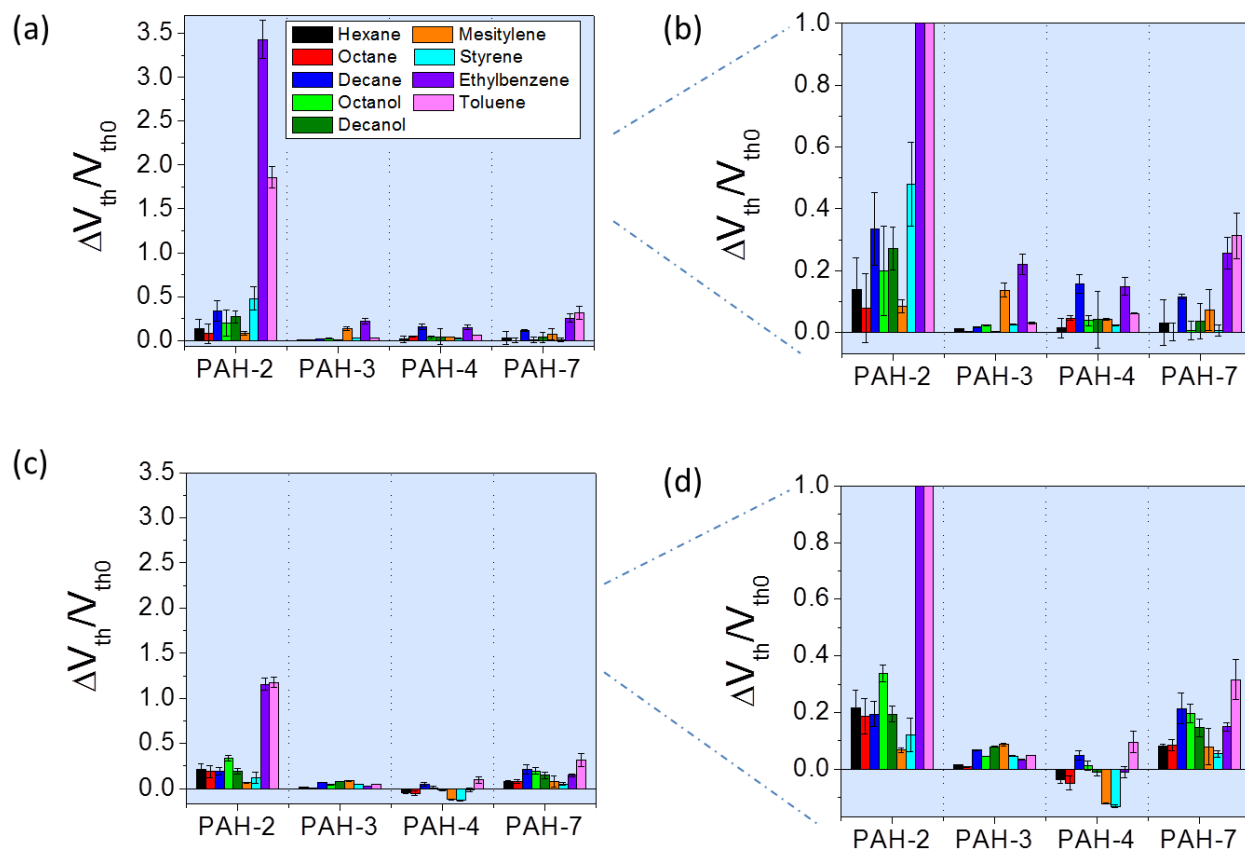 (a)
3.5
3.0
2.5
2.0
1.5
1.0
0.5
0.0
ΔVth/Vth0
Hexane
Octane
Decane
Octanol
Decanol
Mesitylene
Styrene
Ethylbenzene
Toluene
PAH-2 PAH-3 PAH-4 PAH-7
(b)
1.0
0.8
0.6
0.4
0.2
0.0
ΔVth/Vth0
PAH-2 PAH-3 PAH-4 PAH-7
(c)
3.5
3.0
2.5
2.0
1.5
1.0
0.5
0.0
ΔVth/Vth0
PAH-2 PAH-3 PAH-4 PAH-7
(d)
1.0
0.8
0.6
0.4
0.2
0.0
ΔVth/Vth0
PAH-2 PAH-3 PAH-4 PAH-7